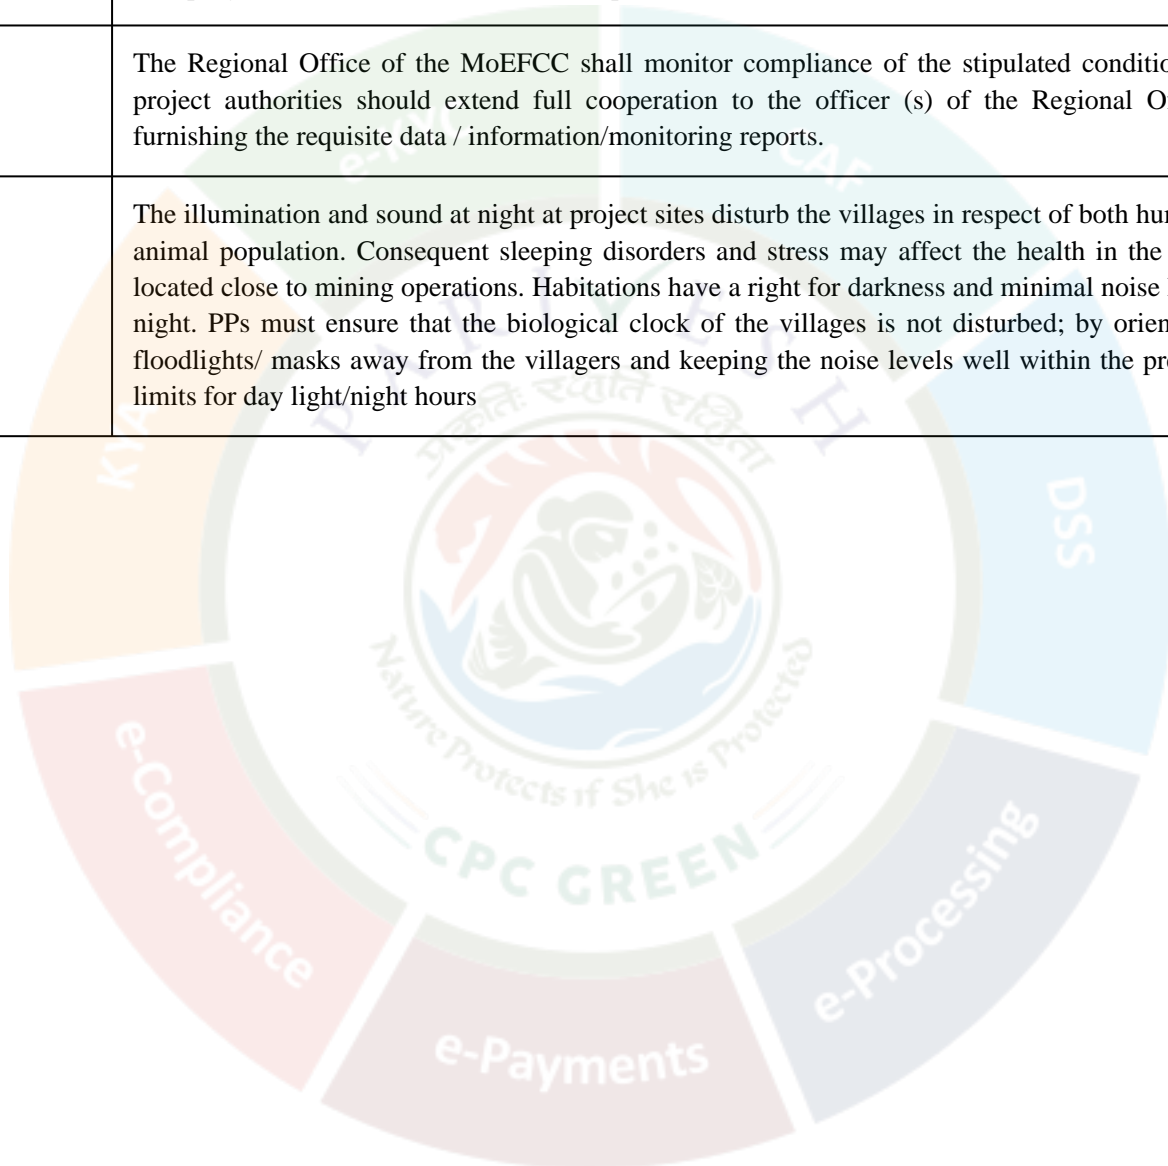 The Regional Office of the MoEFCC shall monitor compliance of the stipulated conditio
project authorities should extend full cooperation to the officer (s) of the Regional O
furnishing the requisite data / information/monitoring reports.
The illumination and sound at night at project sites disturb the villages in respect of both hu
animal population. Consequent sleeping disorders and stress may affect the health in the
located close to mining operations. Habitations have a right for darkness and minimal noise
night. PPs must ensure that the biological clock of the villages is not disturbed; by orien
floodlights/ masks away from the villagers and keeping the noise levels well within the pr
limits for day light/night hours
e-KYC
CAF
KYA
PARIVESH
DSS
प्रकृतिः रक्षति रक्षिता
Nature Protects if She is Protected
CPC GREEN
e-Compliance
e-Processing
e-Payments